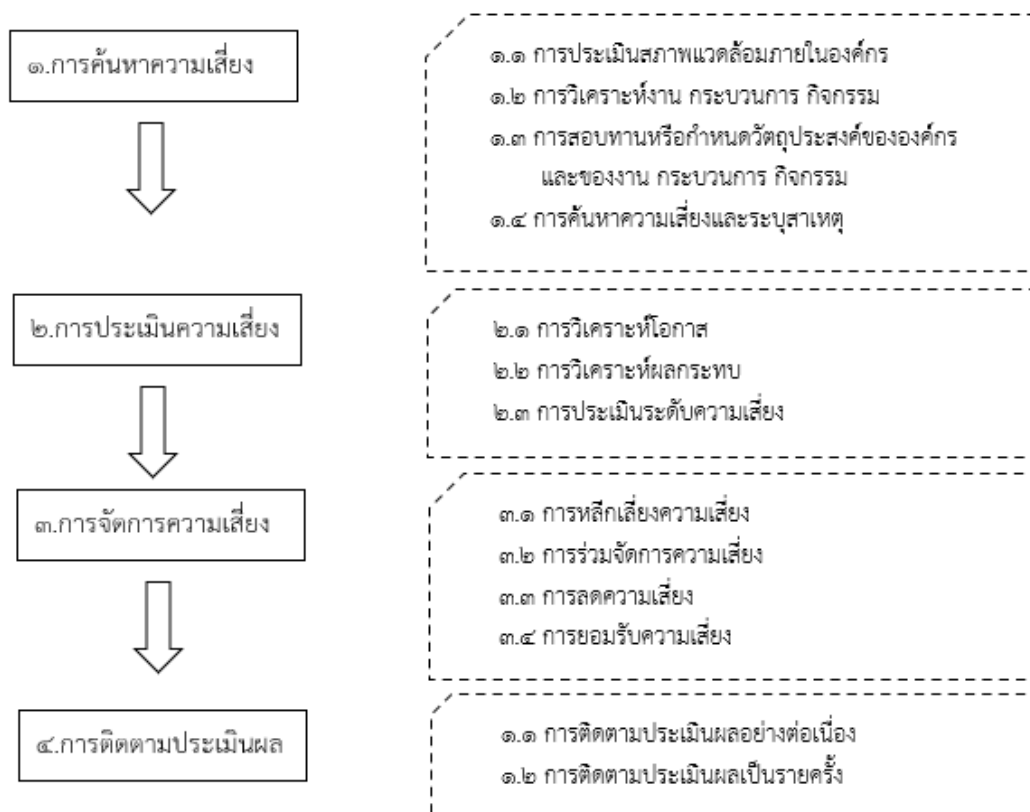 ๑.การค้นหาความเสี่ยง
๑.๑ การประเมินสภาพแวดล้อมภายในองค์กร
๑.๒ การวิเคราะห์งาน กระบวนการ กิจกรรม
๑.๓ การสอบทานหรือกำหนดวัตถุประสงค์ขององค์กร
และของงาน กระบวนการ กิจกรรม
๑.๔ การค้นหาความเสี่ยงและระบุสาเหตุ
๒.การประเมินความเสี่ยง
๒.๑ การวิเคราะห์โอกาส
๒.๒ การวิเคราะห์ผลกระทบ
๒.๓ การประเมินระดับความเสี่ยง
๓.การจัดการความเสี่ยง
๓.๑ การหลีกเลี่ยงความเสี่ยง
๓.๒ การร่วมจัดการความเสี่ยง
๓.๓ การลดความเสี่ยง
๓.๔ การยอมรับความเสี่ยง
๔.การติดตามประเมินผล
๑.๑ การติดตามประเมินผลอย่างต่อเนื่อง
๑.๒ การติดตามประเมินผลเป็นรายครั้ง